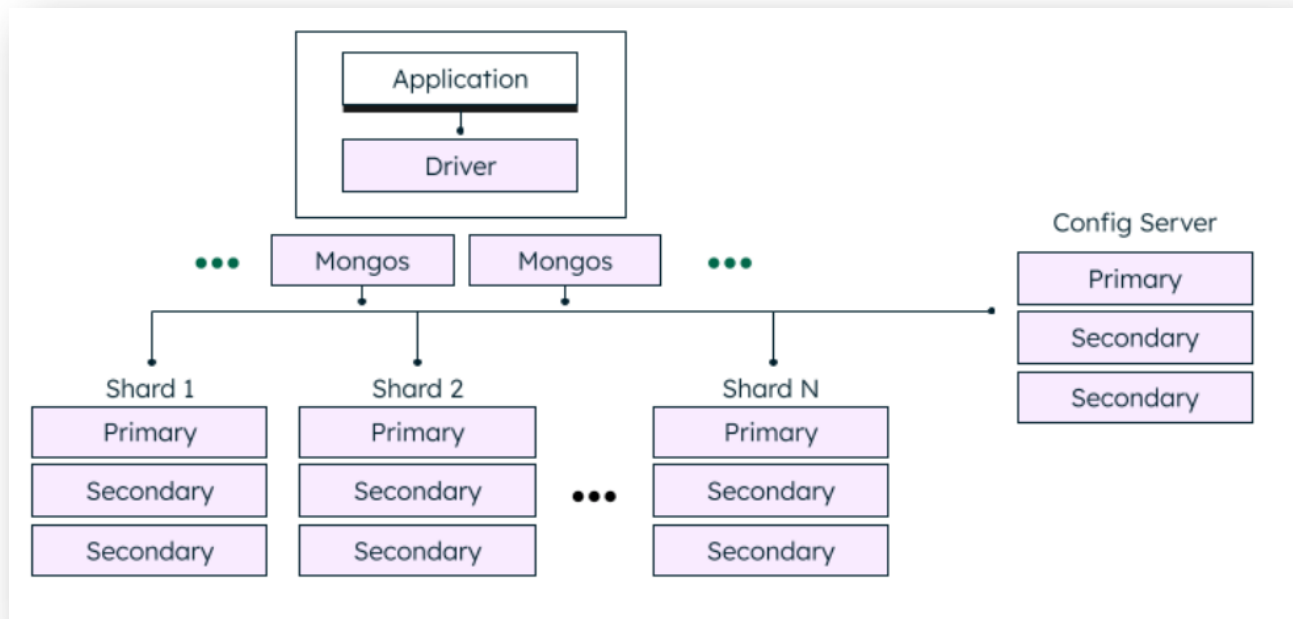 Application
Driver
Mongos
Mongos
Config Server
Primary
Secondary
Secondary
Shard 1
Primary
Secondary
Secondary
Shard 2
Primary
Secondary
Secondary
Shard N
Primary
Secondary
Secondary